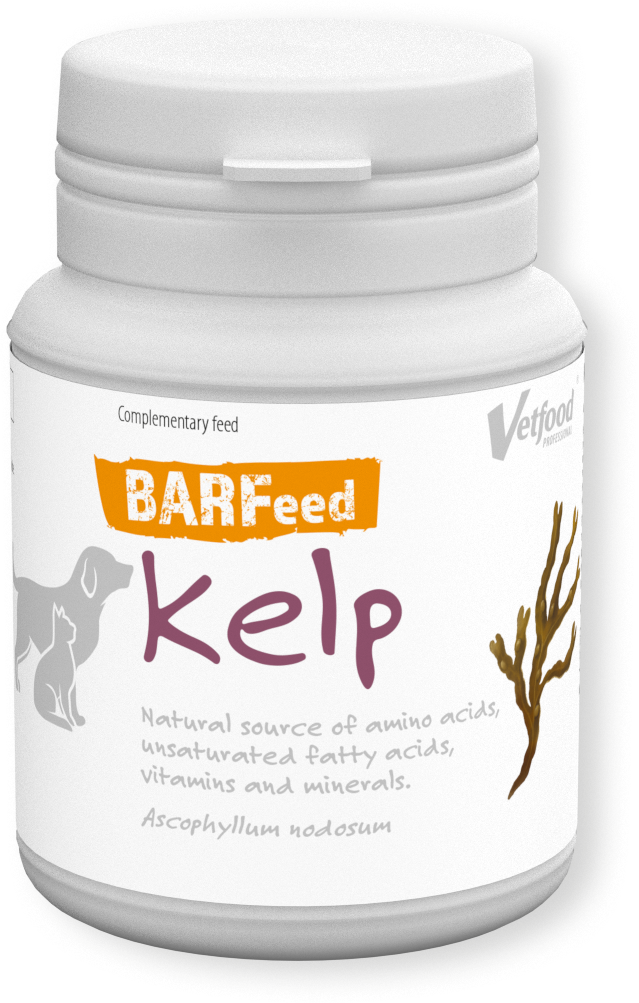 Complementary feed
Vetfood
PROFESSIONAL
BARFeed
kelp
Natural source of amino acids,
unsaturated fatty acids,
vitamins and minerals.
Ascophyllum nodosum